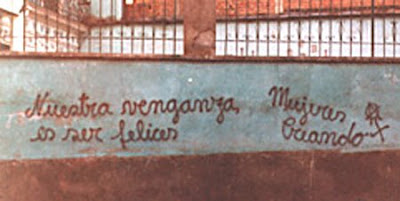 Nuestra venganza,
es ser felices
Mujeres
Creando